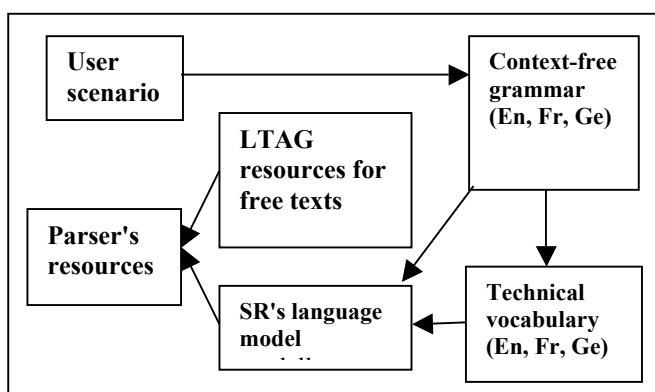 User
scenario
Context-free
grammar
(En, Fr, Ge)
LTAG
resources for
free texts
Parser's
resources
SR's language
model
Technical
vocabulary
(En, Fr, Ge)